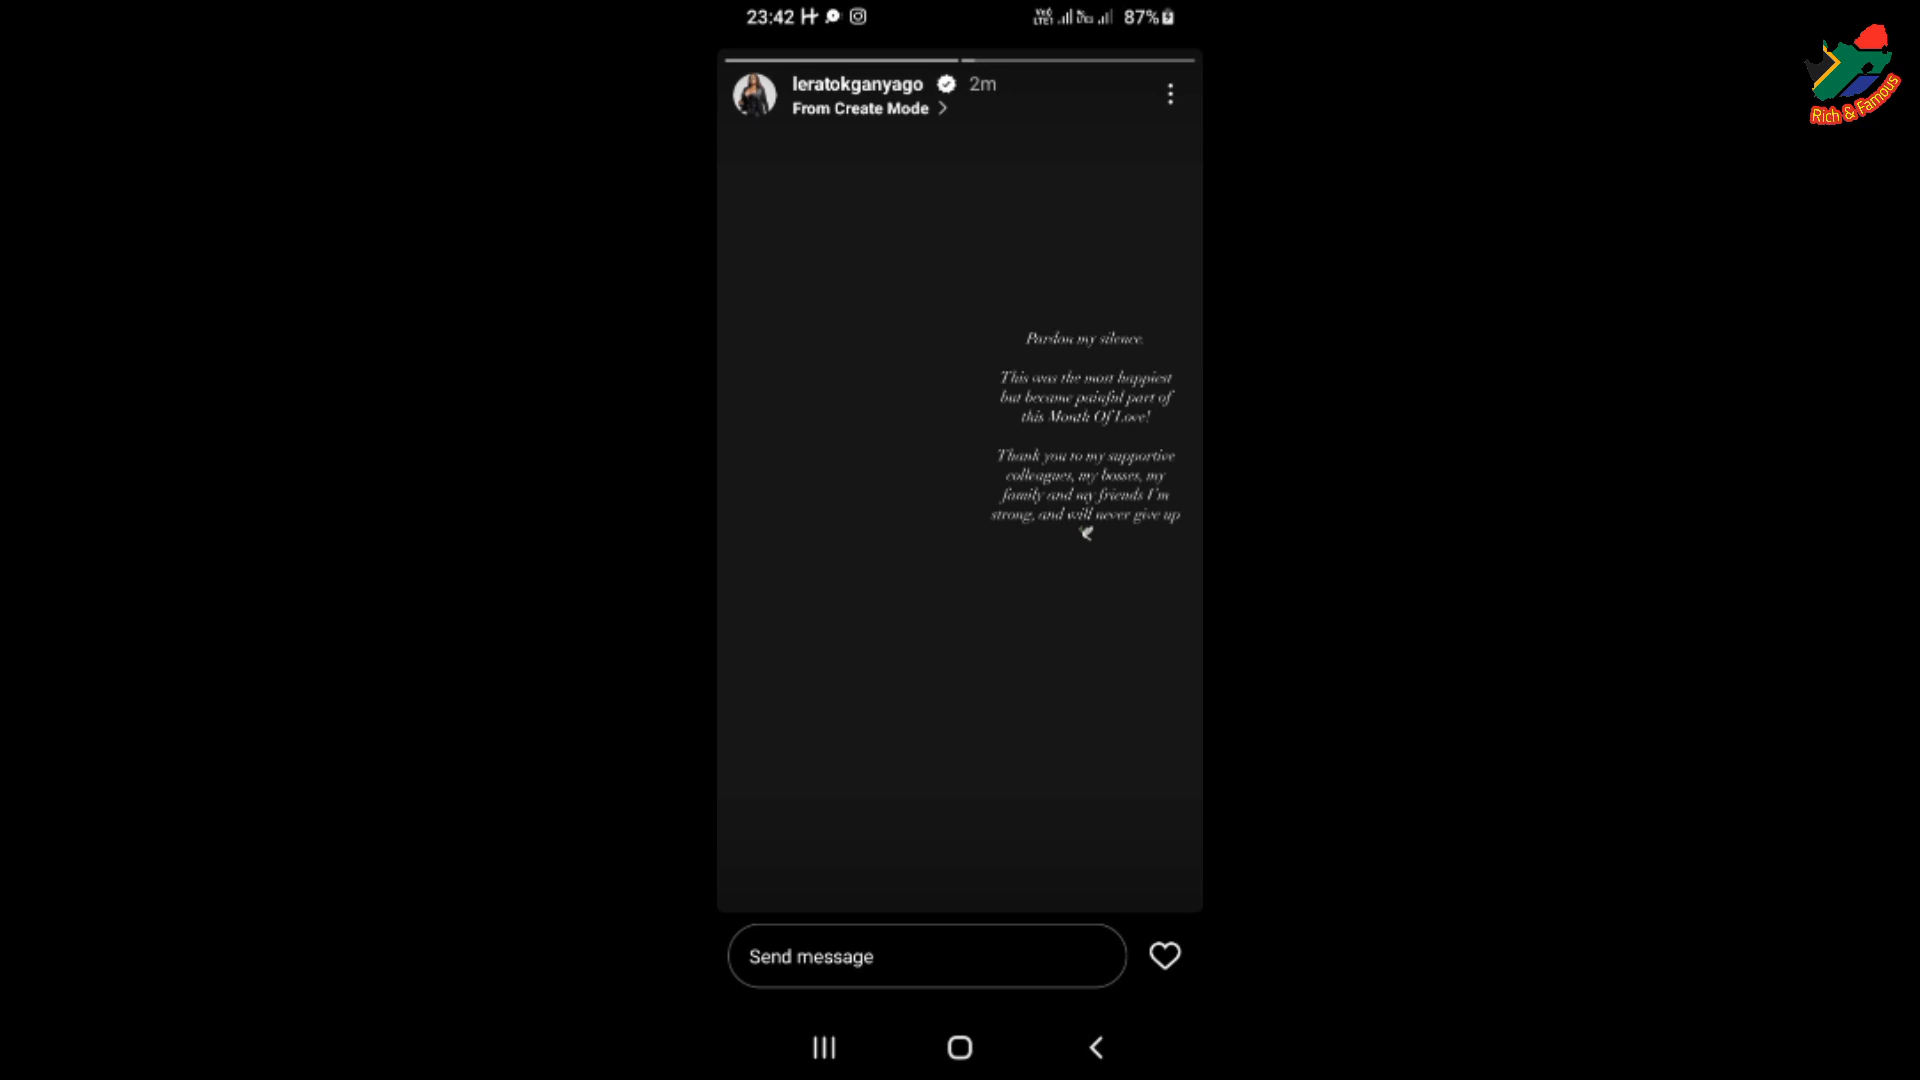 23:42 87%
Rich & Famous
leratokganyago 2m
From Create Mode
Pardon my silence.
This was the most happiest
but became painful part of
this Month Of Love!
Thank you to my supportive
colleagues, my bosses, my
family and my friends I'm
strong, and will never give up
Send message